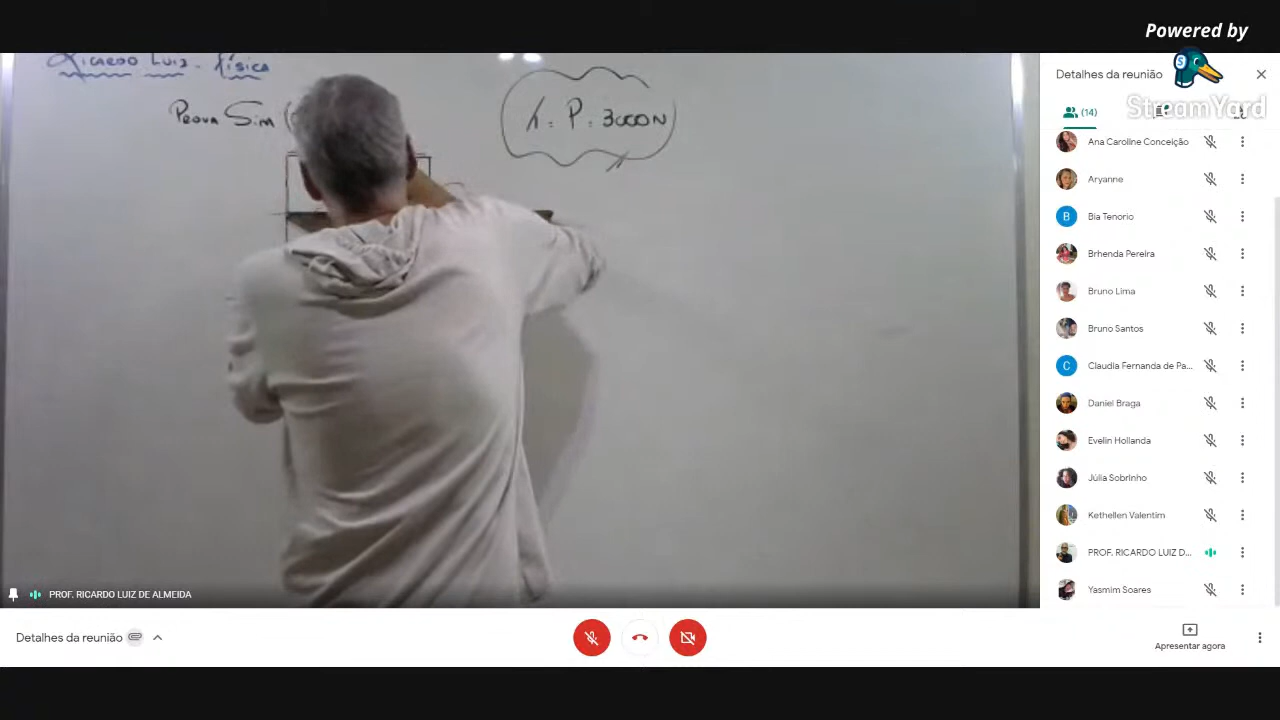 Powered by
StreamYard
Ricardo Luiz - física
Prova Sim (
h = P = 3000N
Detalhes da reunião
(14)
Ana Caroline Conceição
Aryanne
B
Bia Tenorio
Brhenda Pereira
Bruno Lima
Bruno Santos
C
Claudia Fernanda de Pa...
Daniel Braga
Evelin Hollanda
Júlia Sobrinho
Kethellen Valentim
PROF. RICARDO LUIZ D...
Yasmim Soares
PROF. RICARDO LUIZ DE ALMEIDA
Detalhes da reunião
Apresentar agora